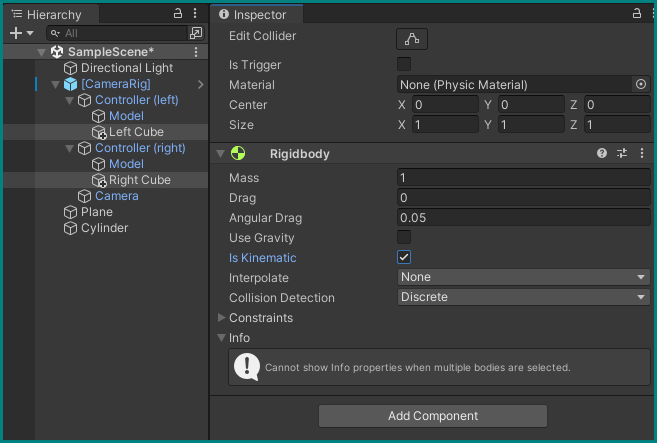 Hierarchy
All
SampleScene*
Directional Light
[CameraRig]
Controller (left)
Model
Left Cube
Controller (right)
Model
Right Cube
Camera
Plane
Cylinder
Inspector
Edit Collider
Is Trigger
Material None (Physic Material)
Center X 0 Y 0 Z 0
Size X 1 Y 1 Z 1
Rigidbody
Mass 1
Drag 0
Angular Drag 0.05
Use Gravity
Is Kinematic
Interpolate None
Collision Detection Discrete
Constraints
Info
Cannot show Info properties when multiple bodies are selected.
Add Component